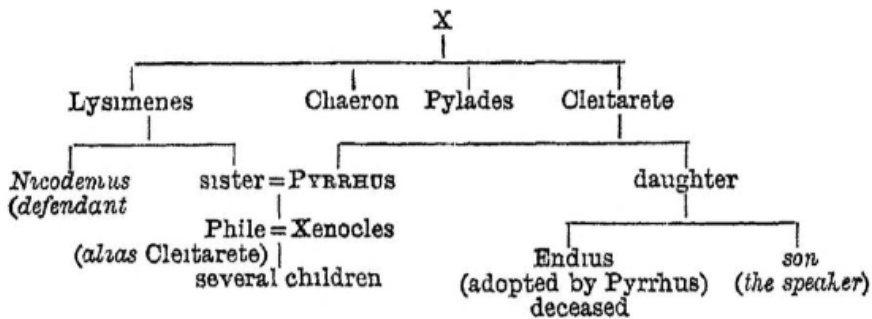 X
Lysimenes Chaeron Pylades Cleitarete
Nicodemus sister = PYRRHUS daughter
(defendant
Phile = Xenocles
(alias Cleitarete)
several children
Endius son
(adopted by Pyrrhus) (the speaker)
deceased